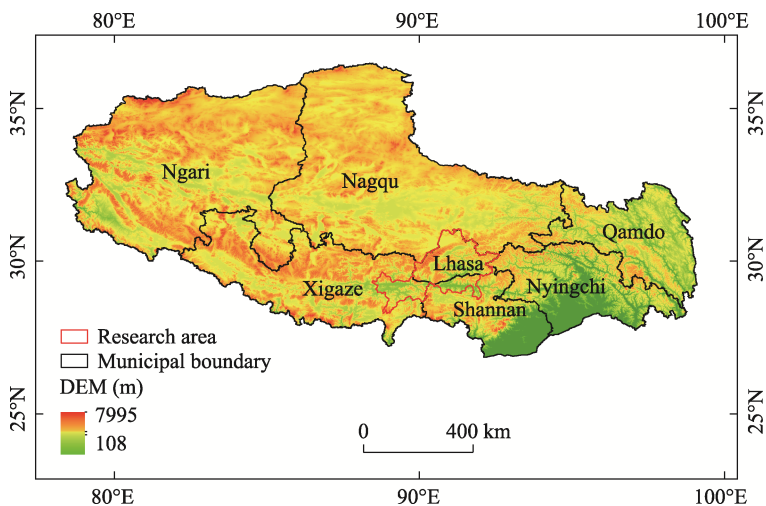 80°E 90°E 100°E
35°N 35°N
Ngari
Nagqu
Qamdo
30°N 30°N
Lhasa
Xigaze
Nyingchi
Shannan
Research area
Municipal boundary
DEM (m)
7995
108
25°N 25°N
0 400 km
80°E 90°E 100°E